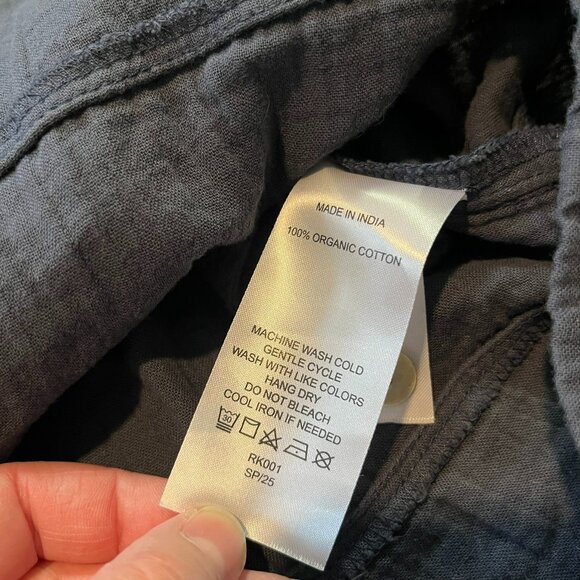 MADE IN INDIA
100% ORGANIC COTTON
MACHINE WASH COLD
GENTLE CYCLE
WASH WITH LIKE COLORS
HANG DRY
DO NOT BLEACH
COOL IRON IF NEEDED
30
RK001
SP/25